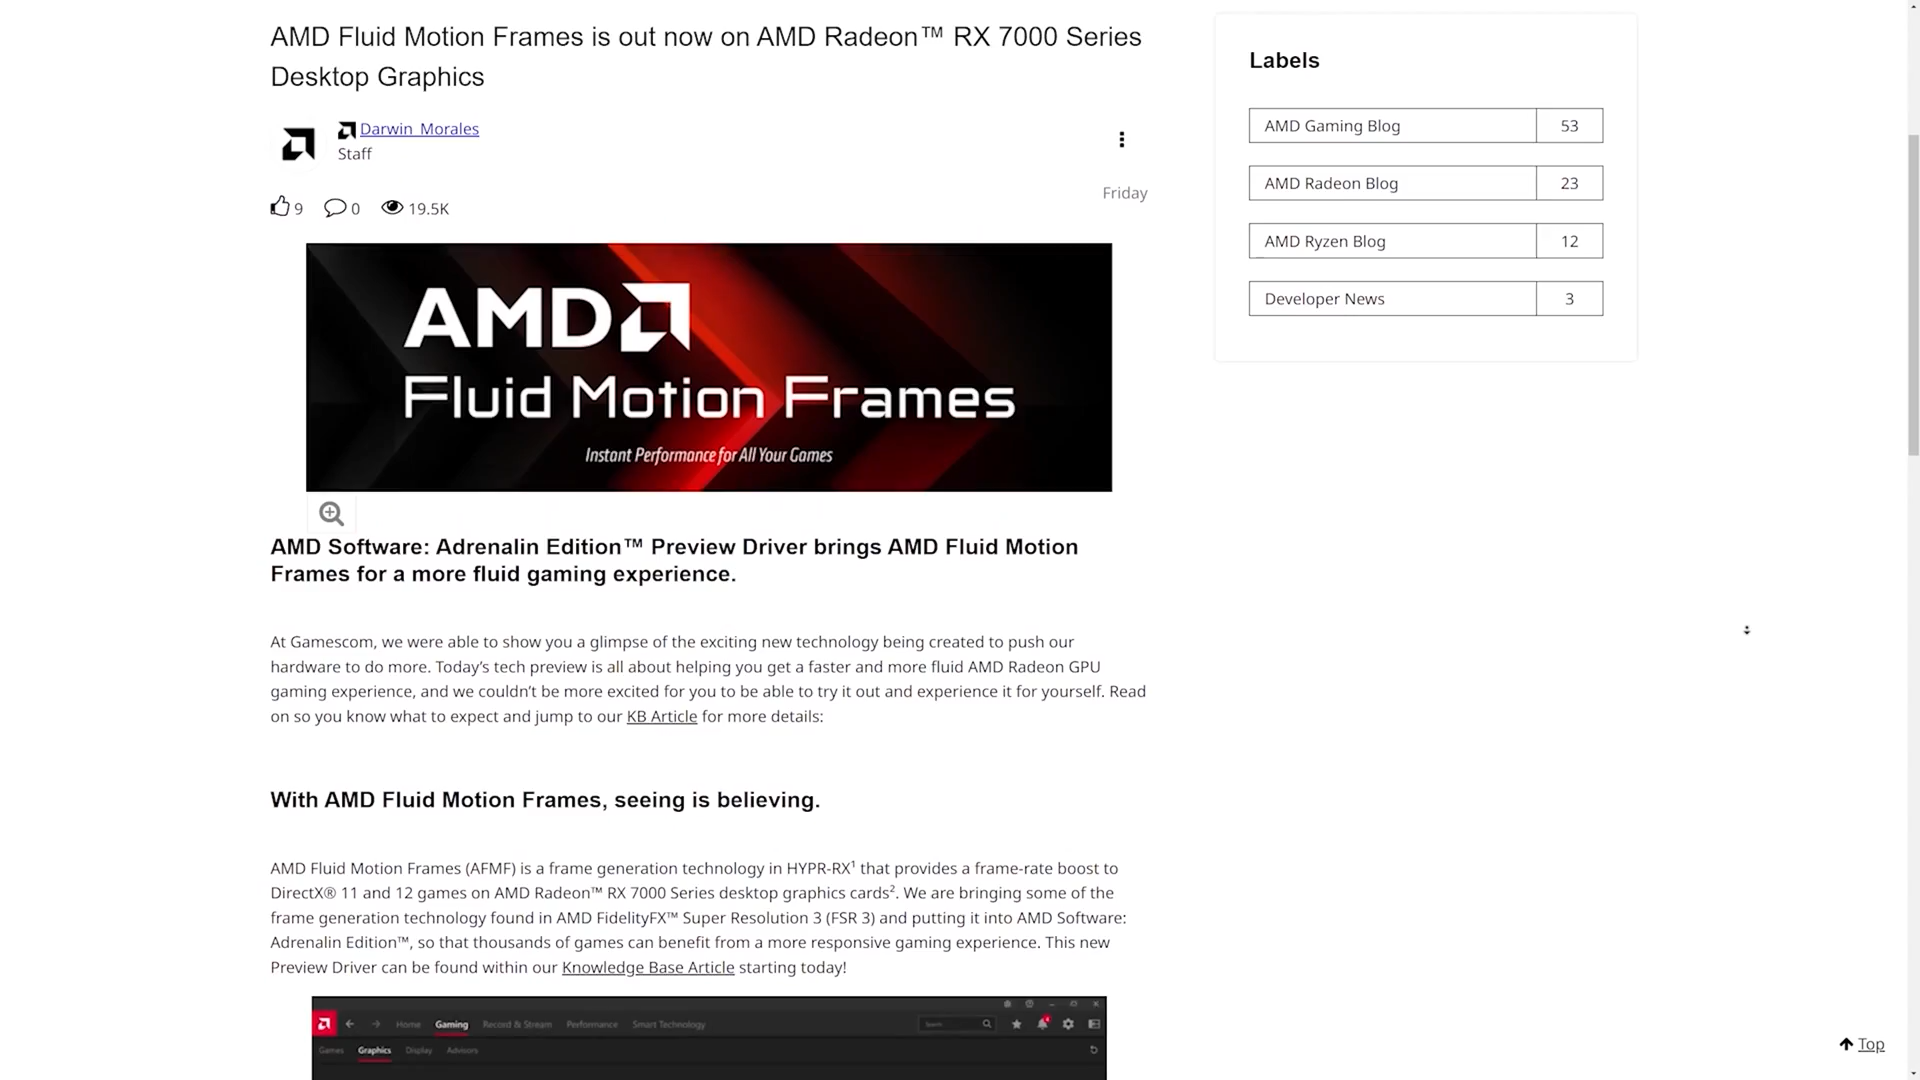 AMD Fluid Motion Frames is out now on AMD Radeon™ RX 7000 Series
Desktop Graphics
Darwin_Morales
Staff
9 0 19.5K
Friday
AMD
Fluid Motion Frames
Instant Performance for All Your Games
AMD Software: Adrenalin Edition™ Preview Driver brings AMD Fluid Motion
Frames for a more fluid gaming experience.
At Gamescom, we were able to show you a glimpse of the exciting new technology being created to push our
hardware to do more. Today’s tech preview is all about helping you get a faster and more fluid AMD Radeon GPU
gaming experience, and we couldn’t be more excited for you to be able to try it out and experience it for yourself. Read
on so you know what to expect and jump to our KB Article for more details:
With AMD Fluid Motion Frames, seeing is believing.
AMD Fluid Motion Frames (AFMF) is a frame generation technology in HYPR-RX¹ that provides a frame-rate boost to
DirectX® 11 and 12 games on AMD Radeon™ RX 7000 Series desktop graphics cards². We are bringing some of the
frame generation technology found in AMD FidelityFX™ Super Resolution 3 (FSR 3) and putting it into AMD Software:
Adrenalin Edition™, so that thousands of games can benefit from a more responsive gaming experience. This new
Preview Driver can be found within our Knowledge Base Article starting today!
Home Gaming Record & Stream Performance Smart Technology Search
Games Graphics Display Advisors
Labels
AMD Gaming Blog 53
AMD Radeon Blog 23
AMD Ryzen Blog 12
Developer News 3
Top